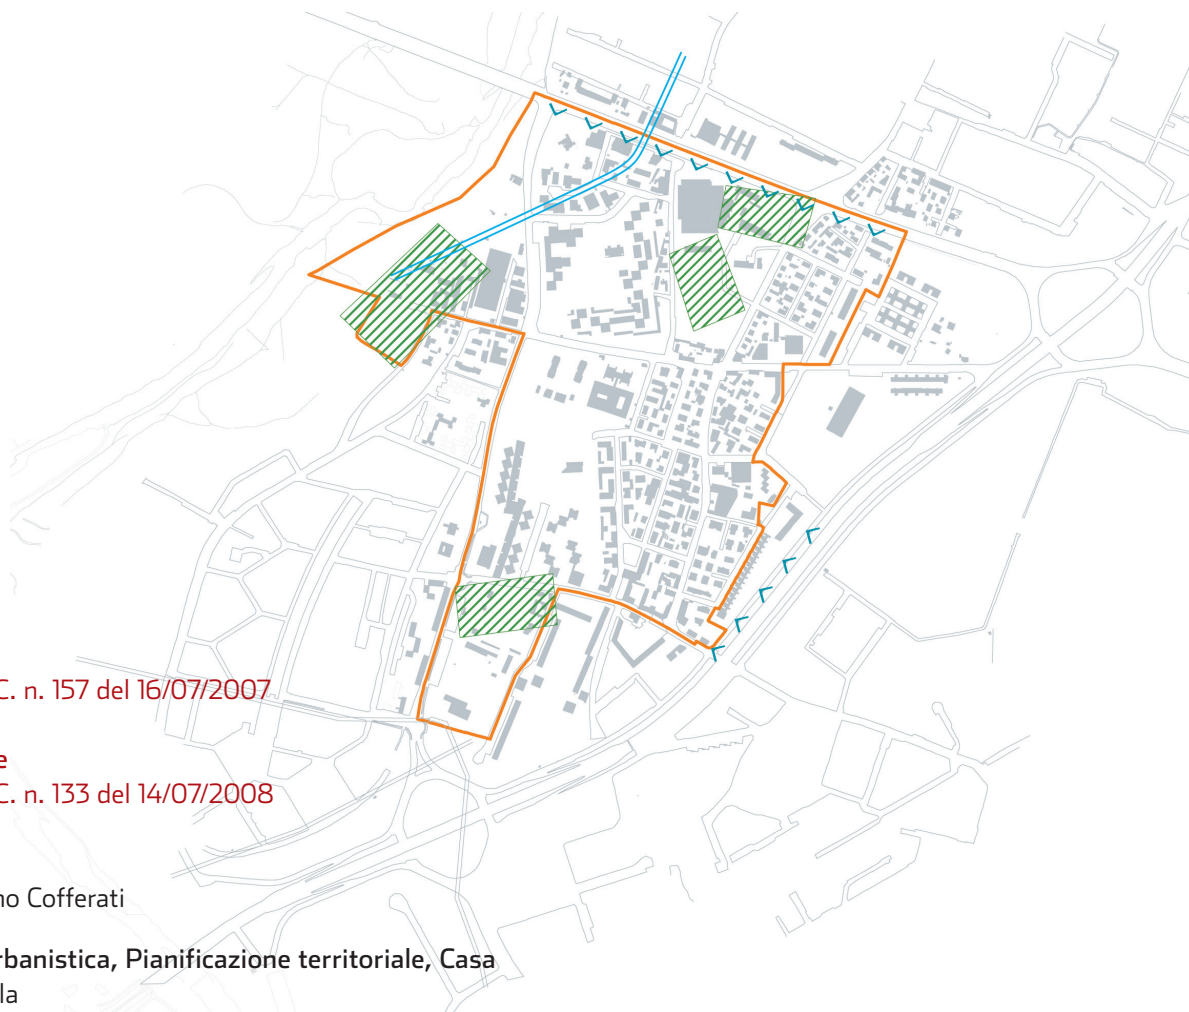 C. n. 157 del 16/07/2007
e
C. n. 133 del 14/07/2008
no Cofferati
rbanistica, Pianificazione territoriale, Casa
la